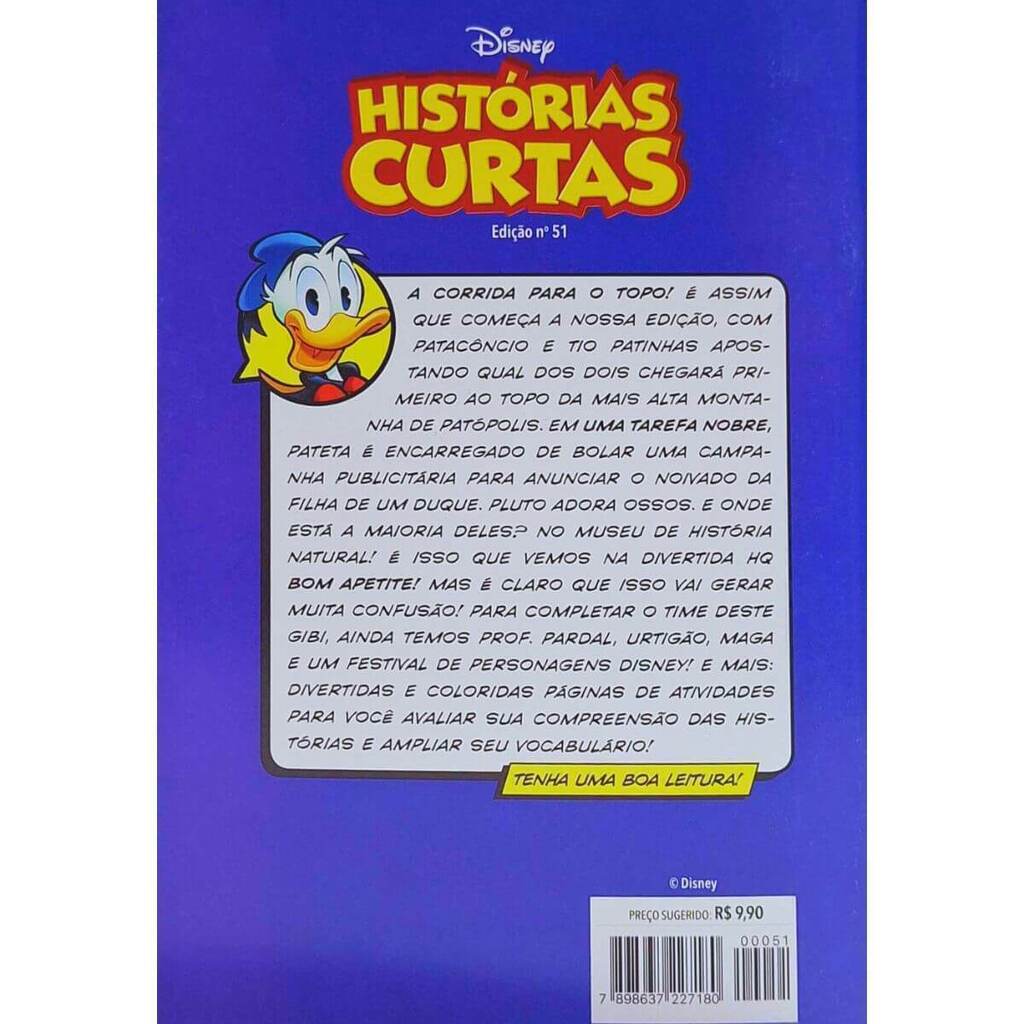 Disney
HISTÓRIAS
CURTAS
Edição nº 51
A CORRIDA PARA O TOPO! É ASSIM
QUE COMEÇA A NOSSA EDIÇÃO, COM
PATACÔNCIO E TIO PATINHAS APOS-
TANDO QUAL DOS DOIS CHEGARÁ PRI-
MEIRO AO TOPO DA MAIS ALTA MONTA-
NHA DE PATÓPOLIS. EM UMA TAREFA NOBRE,
PATETA É ENCARREGADO DE BOLAR UMA CAMPA-
NHA PUBLICITÁRIA PARA ANUNCIAR O NOIVADO DA
FILHA DE UM DUQUE. PLUTO ADORA OSSOS. E ONDE
ESTÁ A MAIORIA DELES? NO MUSEU DE HISTÓRIA
NATURAL! É ISSO QUE VEMOS NA DIVERTIDA HQ
BOM APETITE! MAS É CLARO QUE ISSO VAI GERAR
MUITA CONFUSÃO! PARA COMPLETAR O TIME DESTE
GIBI, AINDA TEMOS PROF. PARDAL, URTIGÃO, MAGA
E UM FESTIVAL DE PERSONAGENS DISNEY! E MAIS:
DIVERTIDAS E COLORIDAS PÁGINAS DE ATIVIDADES
PARA VOCÊ AVALIAR SUA COMPREENSÃO DAS HIS-
TÓRIAS E AMPLIAR SEU VOCABULÁRIO!
TENHA UMA BOA LEITURA!
© Disney
PREÇO SUGERIDO: R$ 9,90
00051
7 898637 227180